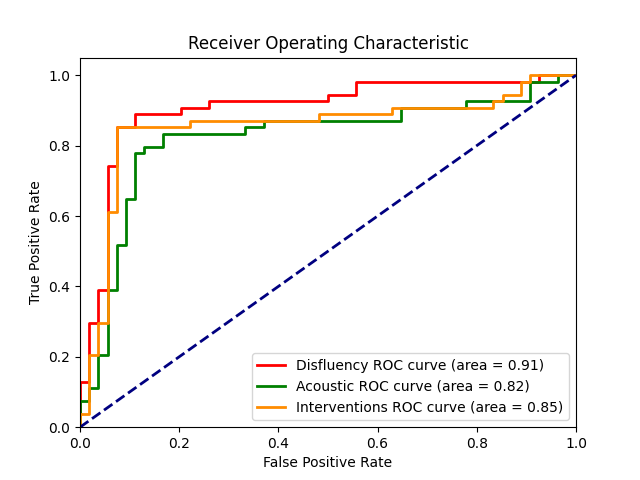 Receiver Operating Characteristic
True Positive Rate
1.0
0.8
0.6
0.4
0.2
0.0
Disfluency ROC curve (area = 0.91)
Acoustic ROC curve (area = 0.82)
Interventions ROC curve (area = 0.85)
0.0 0.2 0.4 0.6 0.8 1.0
False Positive Rate